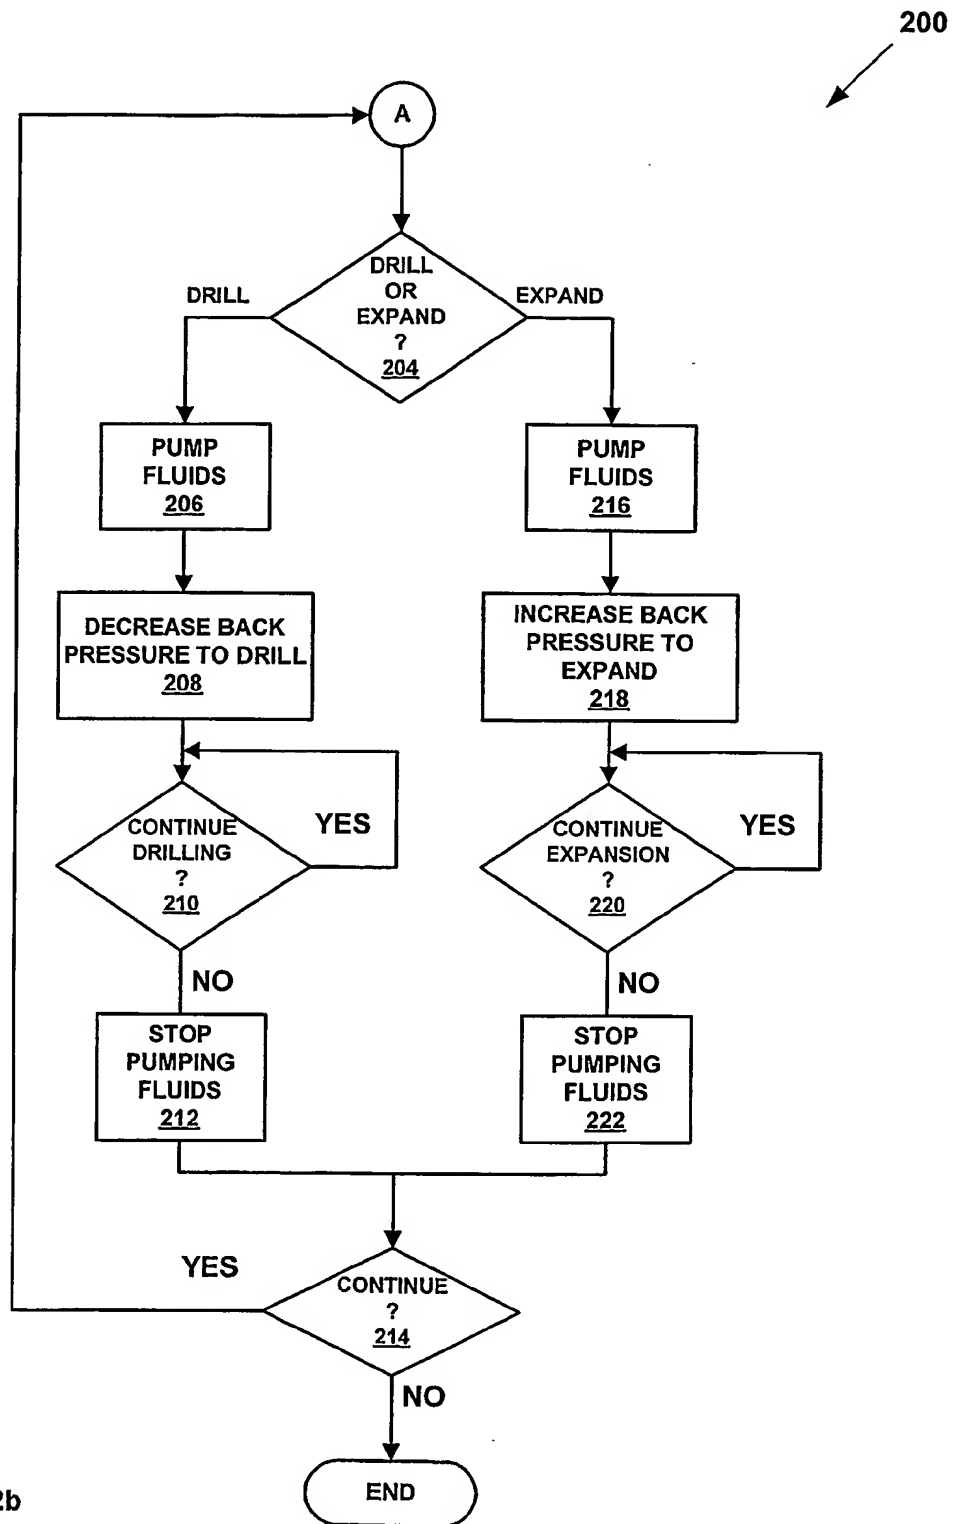 200
A
DRILL
OR
EXPAND
?
204
DRILL
EXPAND
PUMP
FLUIDS
206
PUMP
FLUIDS
216
DECREASE BACK
PRESSURE TO DRILL
208
INCREASE BACK
PRESSURE TO
EXPAND
218
CONTINUE
DRILLING
?
210
YES
CONTINUE
EXPANSION
?
220
YES
NO
NO
STOP
PUMPING
FLUIDS
212
STOP
PUMPING
FLUIDS
222
YES
CONTINUE
?
214
NO
END
2b